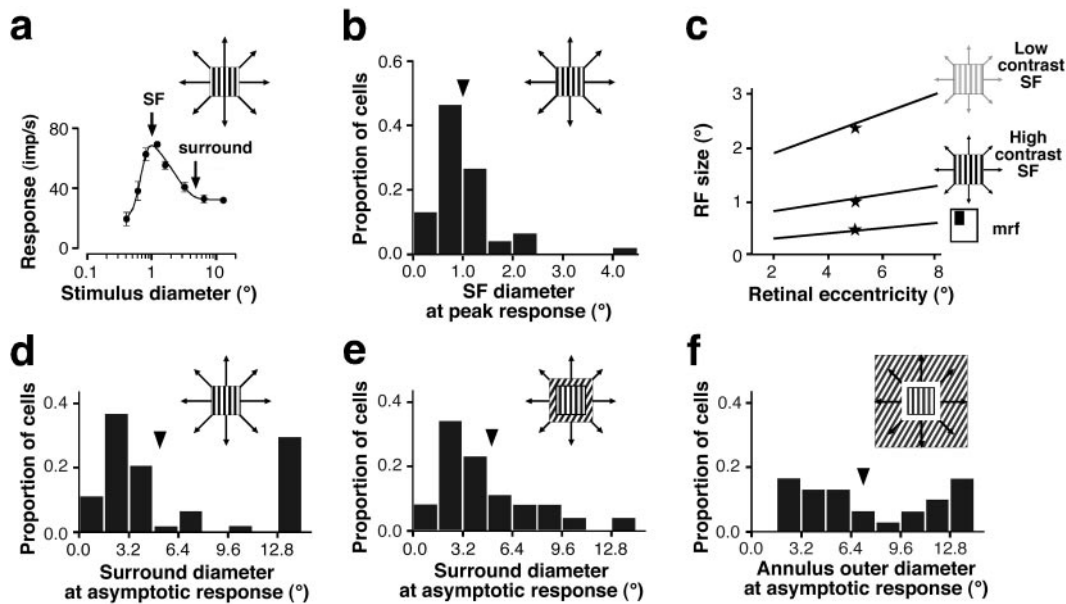 a
SF
surround
Response (imp/s)
80
40
0
0.1
1
10
Stimulus diameter (°)
b
Proportion of cells
0.6
0.4
0.2
0.0
0.0
1.0
2.0
3.0
4.0
SF diameter
at peak response (°)
c
RF size (°)
3
2
1
0
2
4
6
8
Retinal eccentricity (°)
Low
contrast
SF
High
contrast
SF
mrf
d
Proportion of cells
0.4
0.2
0.0
0.0
3.2
6.4
9.6
12.8
Surround diameter
at asymptotic response (°)
e
Proportion of cells
0.4
0.2
0.0
0.0
3.2
6.4
9.6
12.8
Surround diameter
at asymptotic response (°)
f
Proportion of cells
0.4
0.2
0.0
0.0
3.2
6.4
9.6
12.8
Annulus outer diameter
at asymptotic response (°)